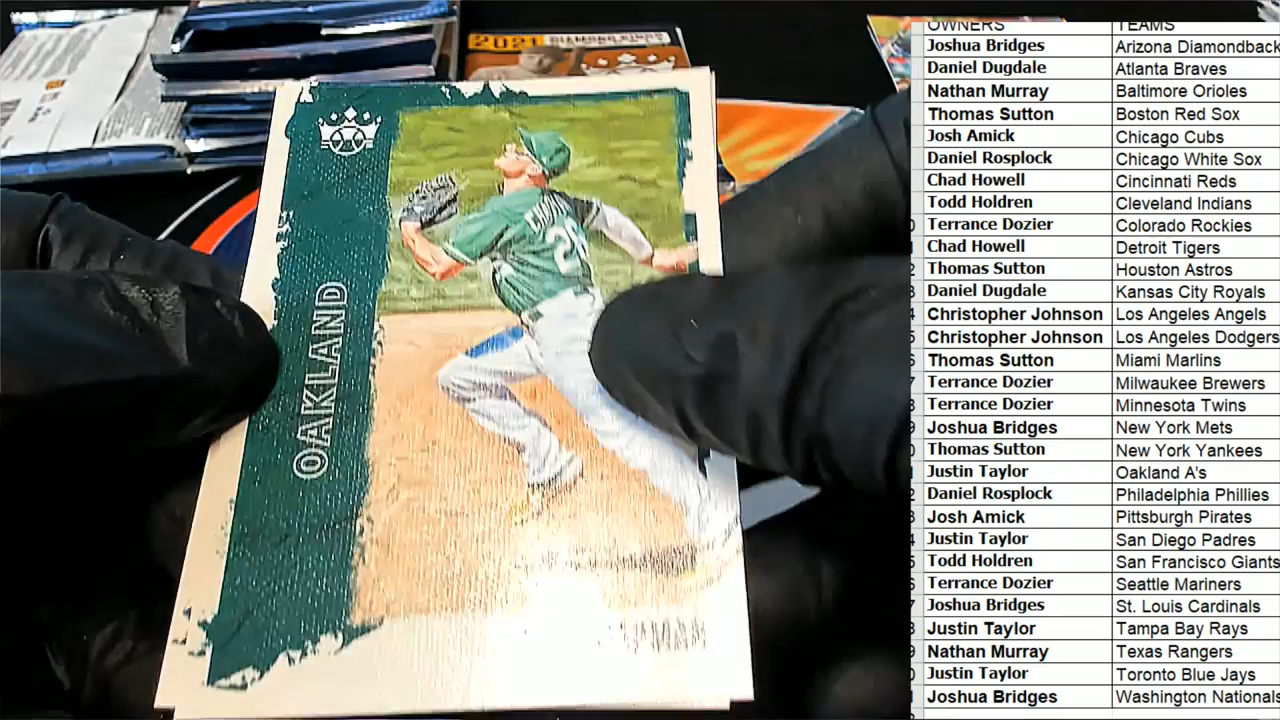 2021 DIAMOND KINGS
OAKLAND
OWNERS TEAMS
Joshua Bridges Arizona Diamondback
Daniel Dugdale Atlanta Braves
Nathan Murray Baltimore Orioles
Thomas Sutton Boston Red Sox
Josh Amick Chicago Cubs
Daniel Rosplock Chicago White Sox
Chad Howell Cincinnati Reds
Todd Holdren Cleveland Indians
Terrance Dozier Colorado Rockies
Chad Howell Detroit Tigers
Thomas Sutton Houston Astros
Daniel Dugdale Kansas City Royals
Christopher Johnson Los Angeles Angels
Christopher Johnson Los Angeles Dodgers
Thomas Sutton Miami Marlins
Terrance Dozier Milwaukee Brewers
Terrance Dozier Minnesota Twins
Joshua Bridges New York Mets
Thomas Sutton New York Yankees
Justin Taylor Oakland A's
Daniel Rosplock Philadelphia Phillies
Josh Amick Pittsburgh Pirates
Justin Taylor San Diego Padres
Todd Holdren San Francisco Giants
Terrance Dozier Seattle Mariners
Joshua Bridges St. Louis Cardinals
Justin Taylor Tampa Bay Rays
Nathan Murray Texas Rangers
Justin Taylor Toronto Blue Jays
Joshua Bridges Washington Nationals